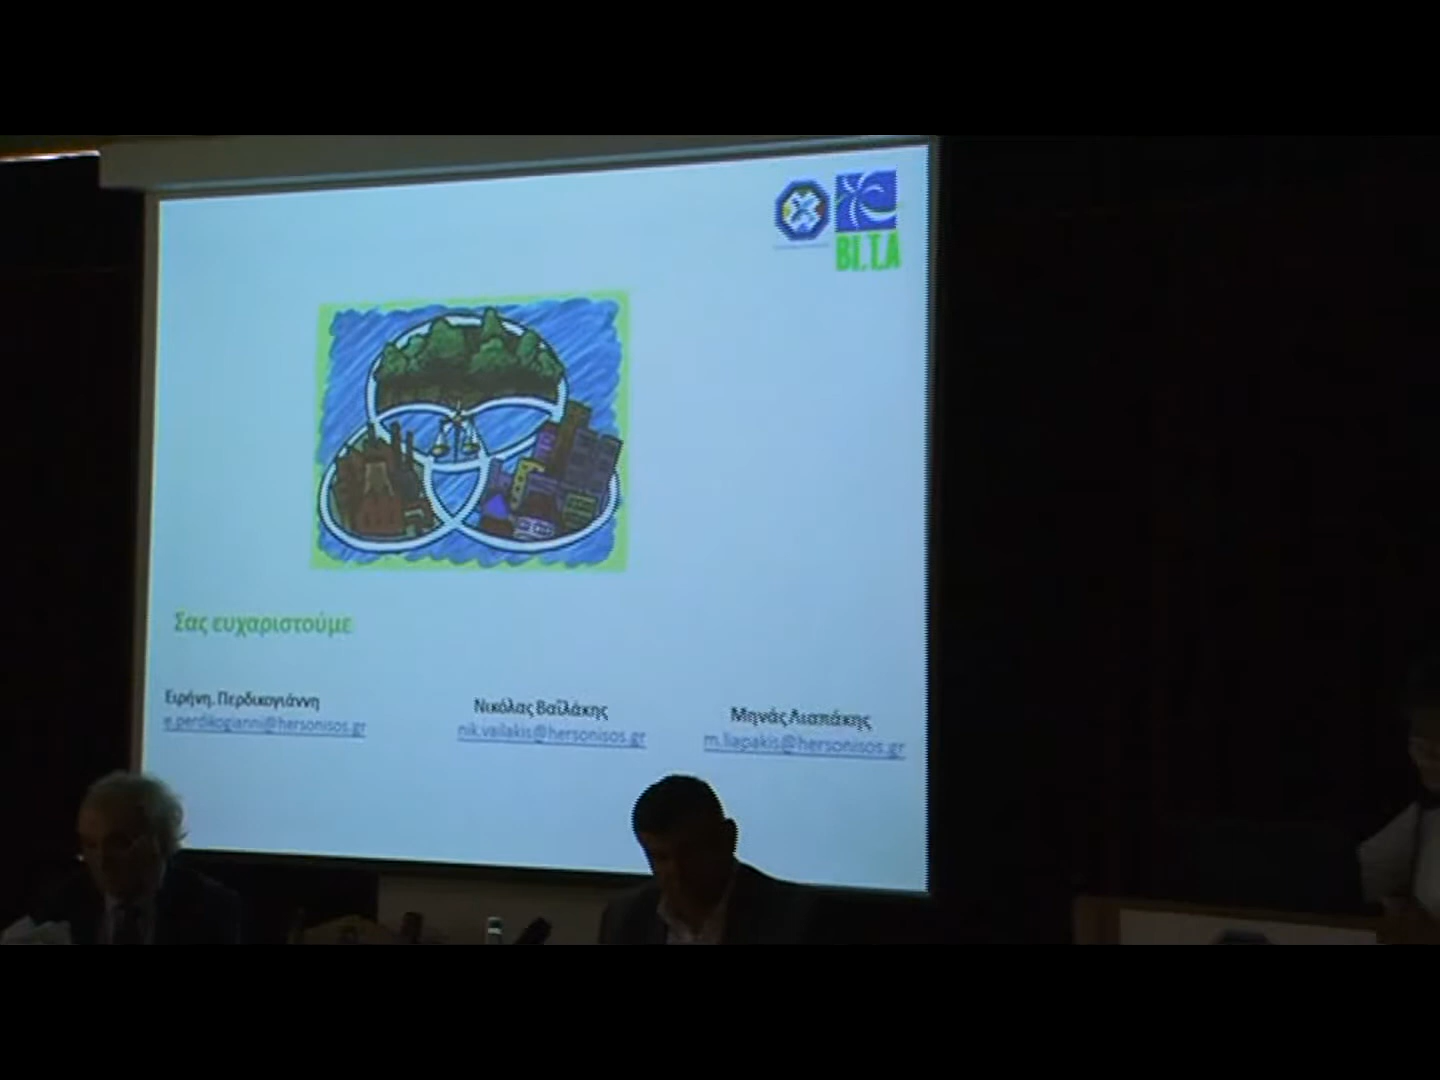 BI.T.A
Σας ευχαριστούμε
Ειρήνη. Περδικογιάννη
Νικόλας Βαϊλάκης
Μηνάς Λιαπάκης
e.perdikogianni@hersonisos.gr
nik.vailakis@hersonisos.gr
m.liapakis@hersonisos.gr